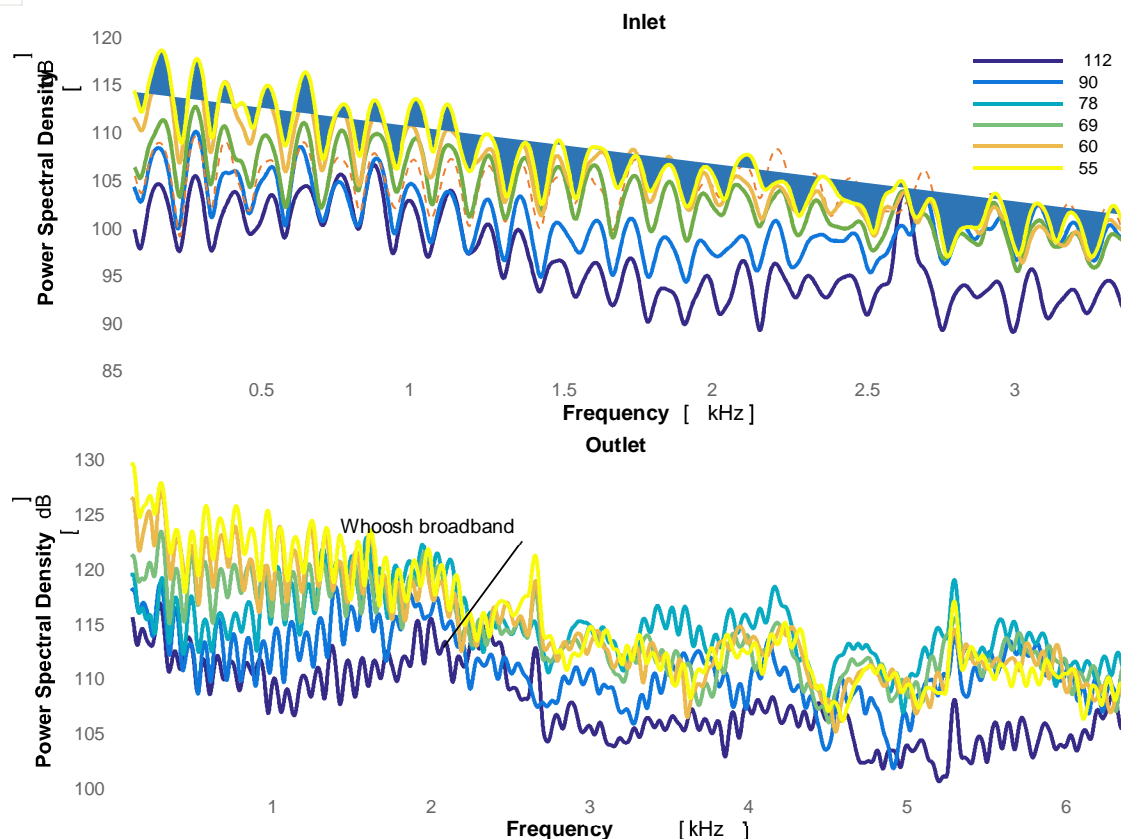 Inlet
Power Spectral Density [dB]
120
115
110
105
100
95
90
85
112
90
78
69
60
55
0.5 1 1.5 2 2.5 3
Frequency [ kHz ]
Outlet
Power Spectral Density [dB]
130
125
120
115
110
105
100
Whoosh broadband
1 2 3 4 5 6
Frequency [kHz ]